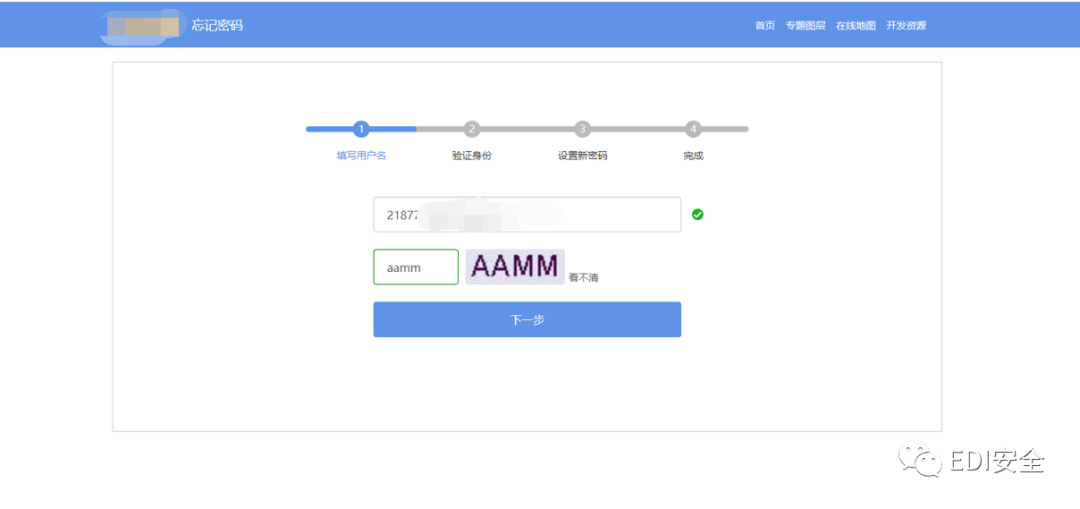 忘记密码 首页 专题图层 在线地图 开发资源
1 2 3 4
填写用户名 验证身份 设置新密码 完成
21877
aamm AAMM 看不清
下一步
EDI安全